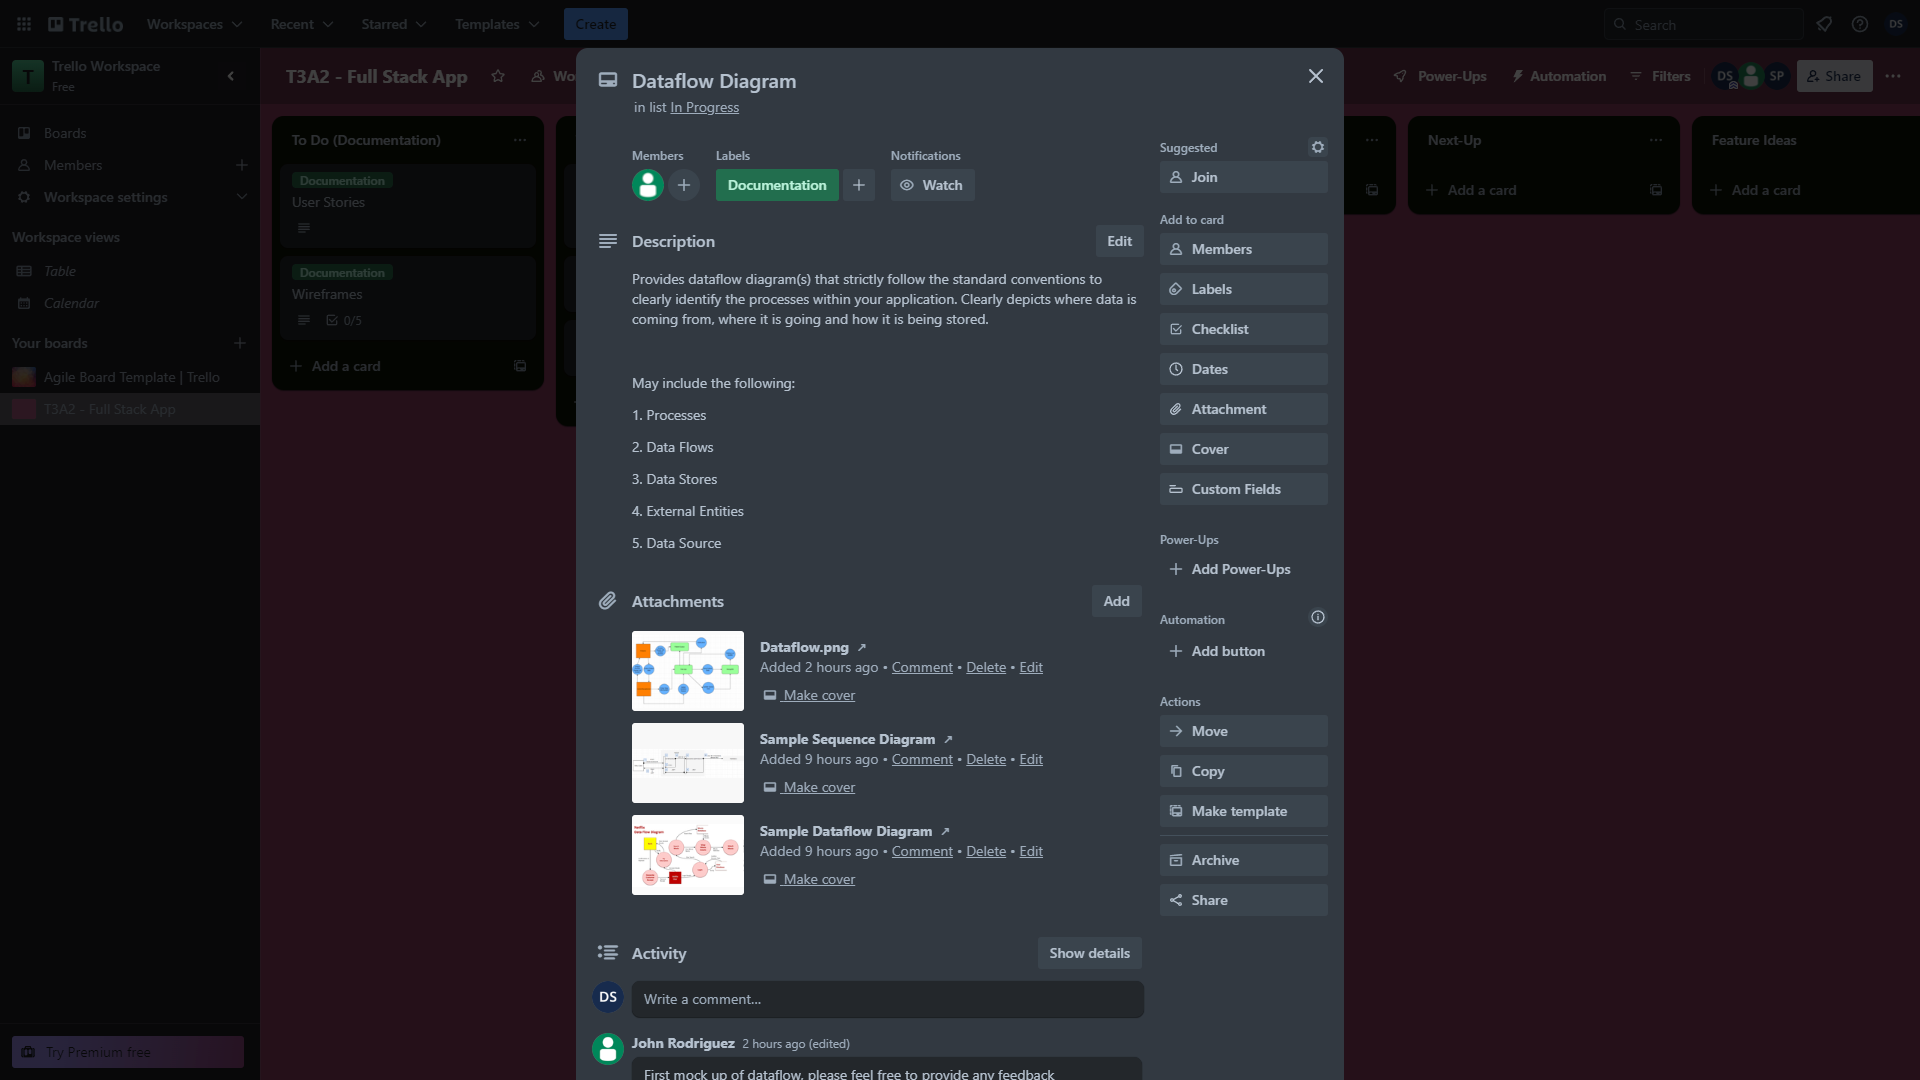 Trello
Workspaces
Recent
Starred
Templates
Create
Search
DS
T
Trello Workspace
Free
Boards
Members
Workspace settings
Workspace views
Table
Calendar
Your boards
Agile Board Template | Trello
T3A2 - Full Stack App
Try Premium free
T3A2 - Full Stack App
Power-Ups
Automation
Filters
DS
SP
Share
To Do (Documentation)
Documentation
User Stories
Documentation
Wireframes
0/5
Add a card
Next-Up
Add a card
Feature Ideas
Add a card
Dataflow Diagram
in list In Progress
Members
Labels
Notifications
Documentation
Watch
Description
Edit
Provides dataflow diagram(s) that strictly follow the standard conventions to
clearly identify the processes within your application. Clearly depicts where data is
coming from, where it is going and how it is being stored.
May include the following:
1. Processes
2. Data Flows
3. Data Stores
4. External Entities
5. Data Source
Attachments
Add
Dataflow.png ↗
Added 2 hours ago • Comment • Delete • Edit
Make cover
Sample Sequence Diagram ↗
Added 9 hours ago • Comment • Delete • Edit
Make cover
Sample Dataflow Diagram ↗
Added 9 hours ago • Comment • Delete • Edit
Make cover
Activity
Show details
DS
Write a comment…
John Rodriguez 2 hours ago (edited)
First mock up of dataflow, please feel free to provide any feedback
Suggested
Join
Add to card
Members
Labels
Checklist
Dates
Attachment
Cover
Custom Fields
Power-Ups
Add Power-Ups
Automation
Add button
Actions
Move
Copy
Make template
Archive
Share